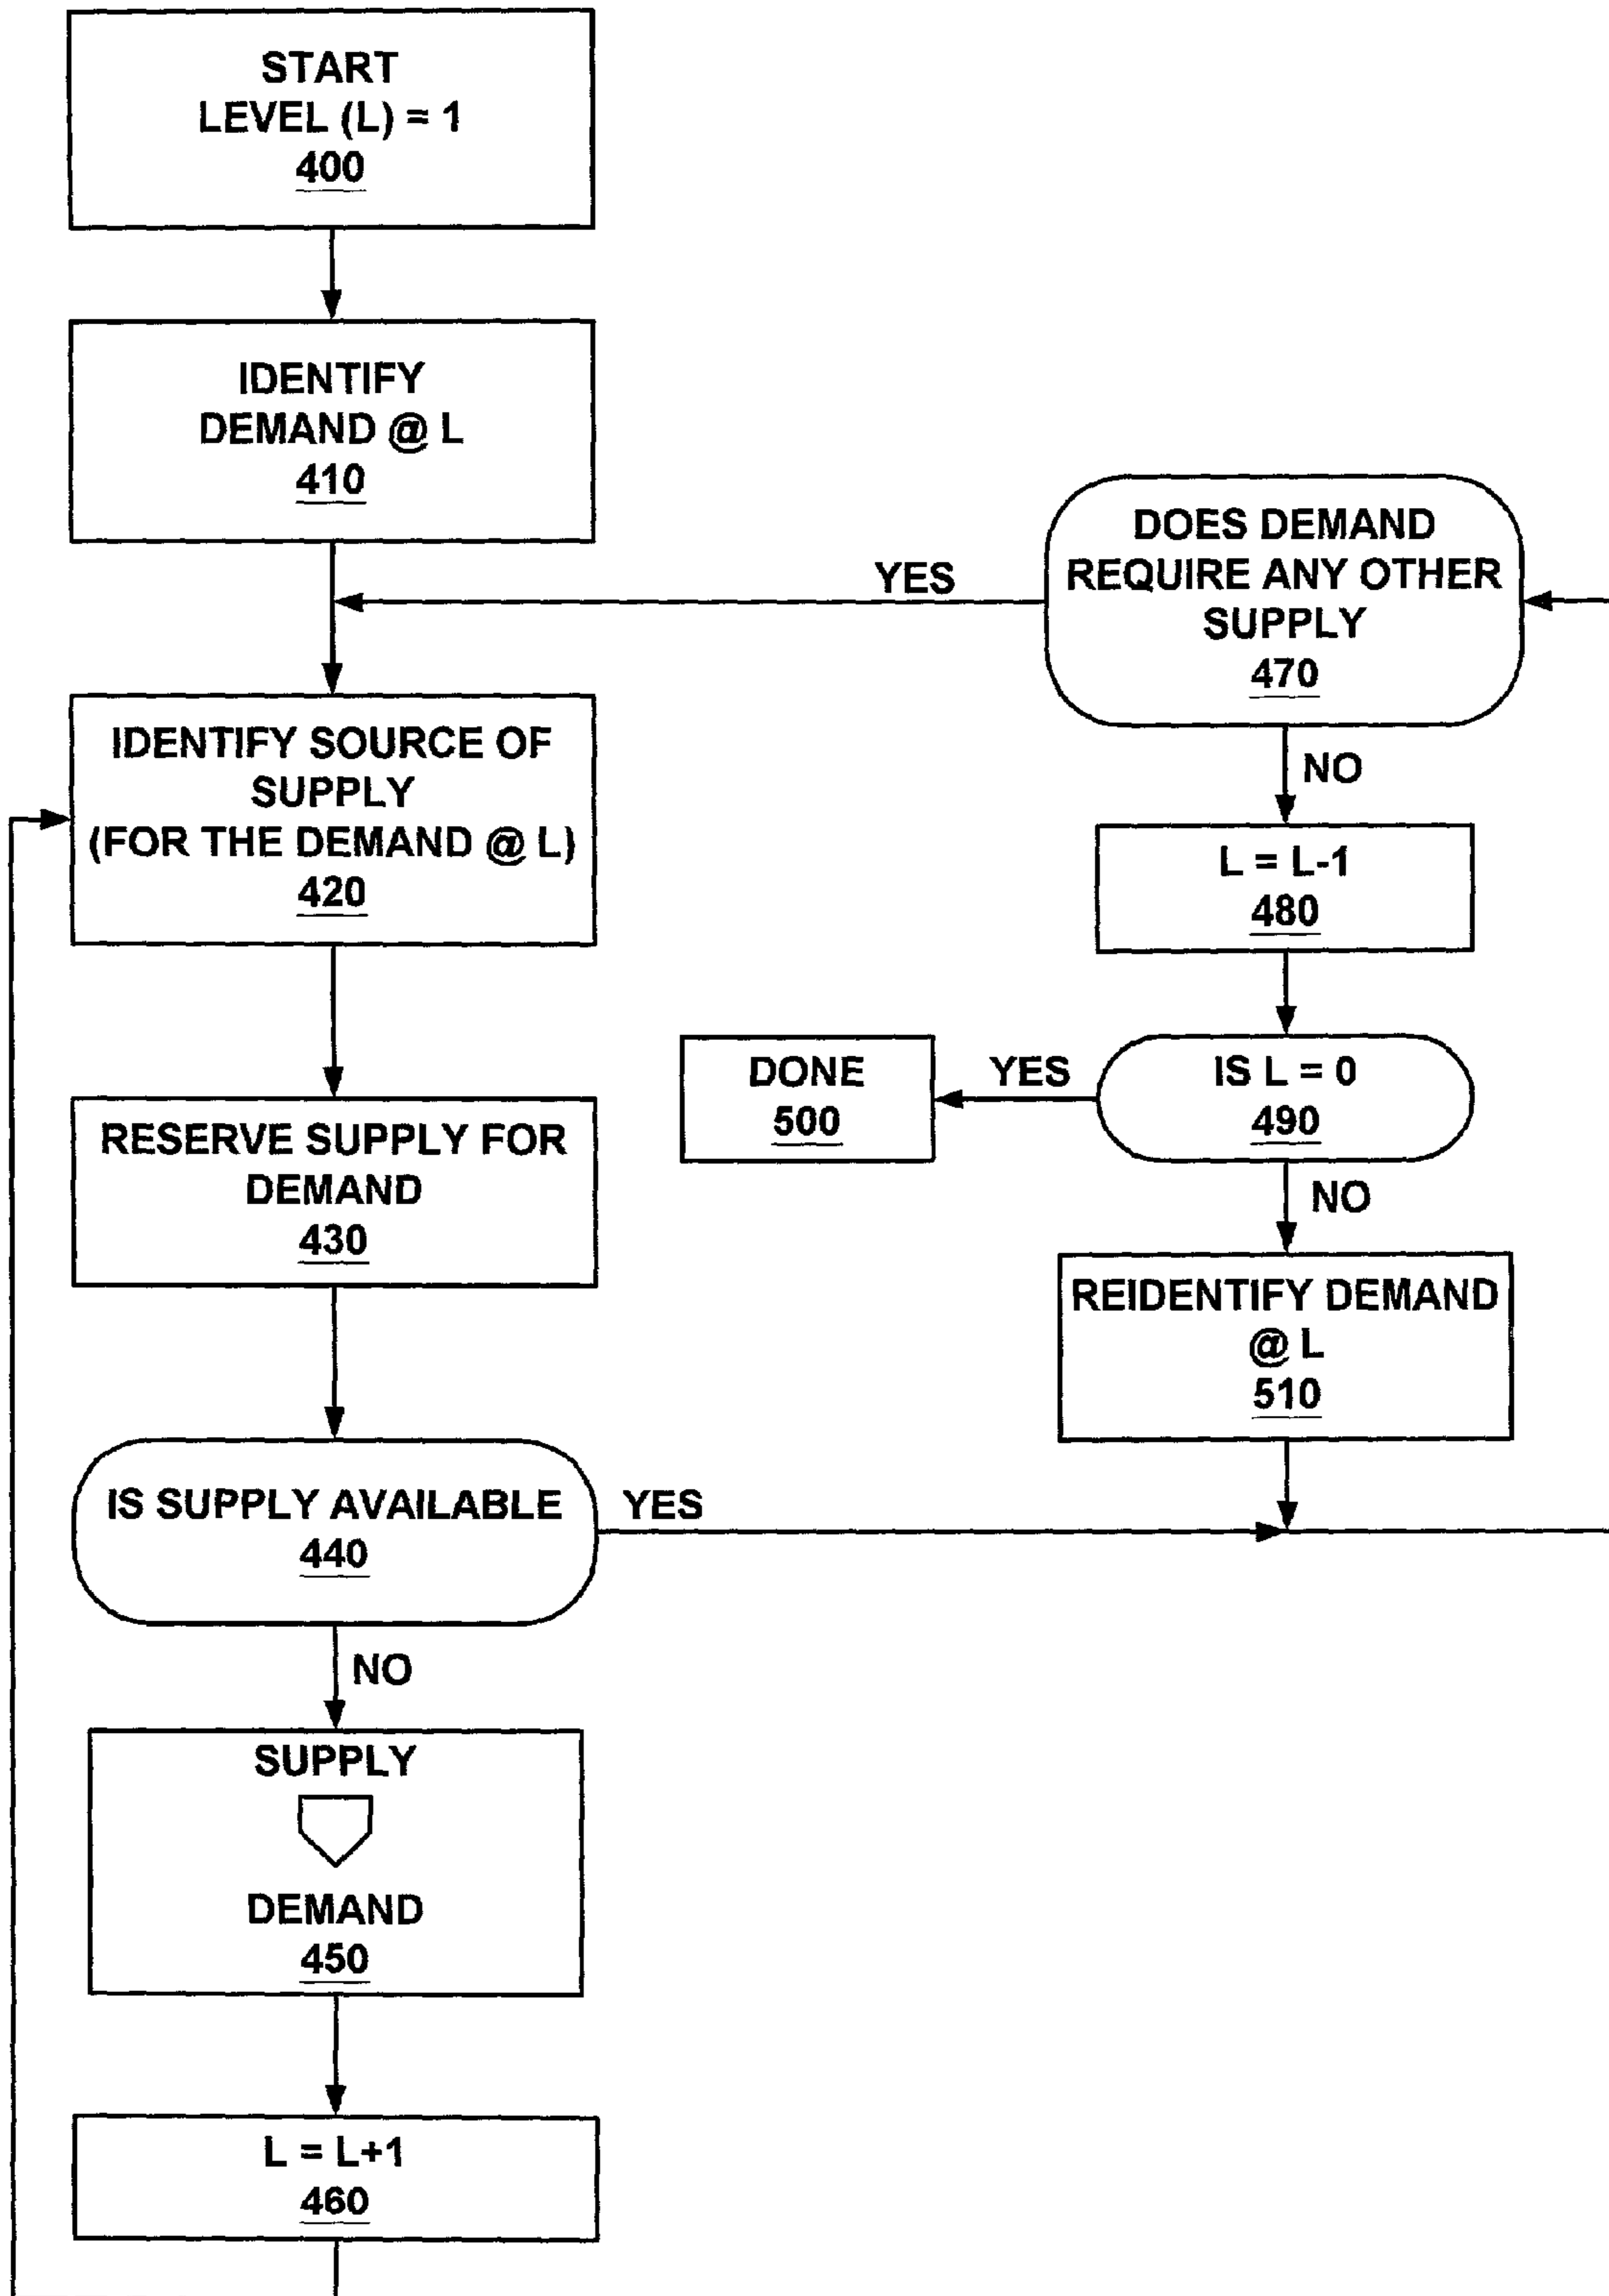 START
LEVEL (L) = 1
400
IDENTIFY
DEMAND @ L
410
IDENTIFY SOURCE OF
SUPPLY
(FOR THE DEMAND @ L)
420
RESERVE SUPPLY FOR
DEMAND
430
IS SUPPLY AVAILABLE
440
YES
NO
SUPPLY
DEMAND
450
L = L+1
460
DOES DEMAND
REQUIRE ANY OTHER
SUPPLY
470
YES
NO
L = L-1
480
IS L = 0
490
YES
DONE
500
NO
REIDENTIFY DEMAND
@ L
510